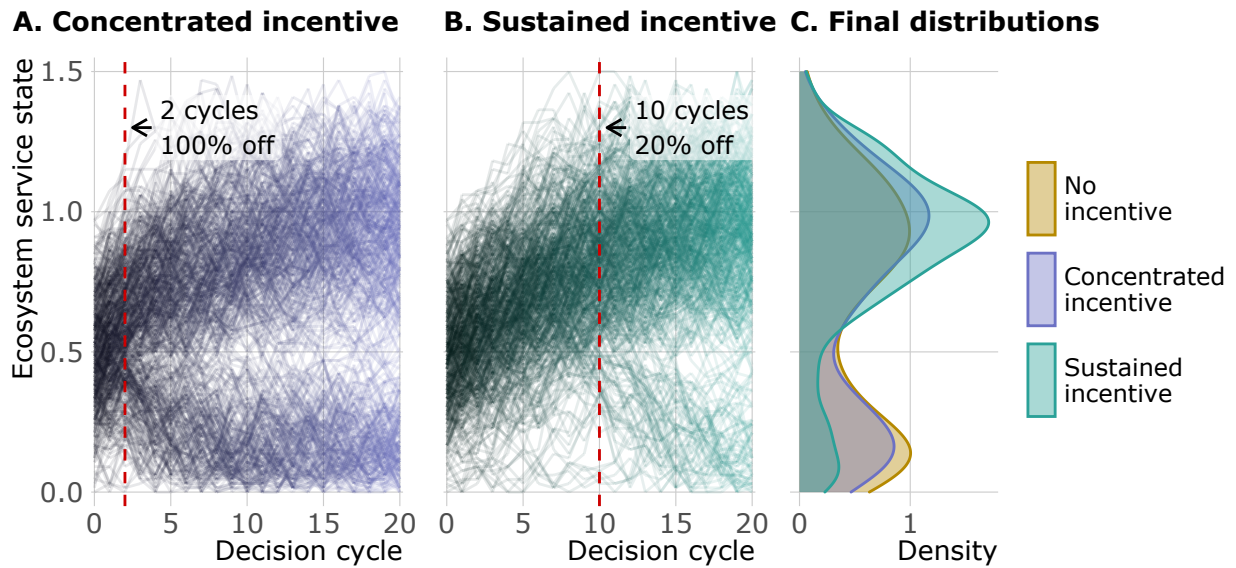 A. Concentrated incentive
B. Sustained incentive
C. Final distributions
Ecosystem service state
1.5
1.0
0.5
0.0
2 cycles
100% off
0
5
10
15
20
Decision cycle
10 cycles
20% off
0
5
10
15
20
Decision cycle
0
1
Density
No
incentive
Concentrated
incentive
Sustained
incentive